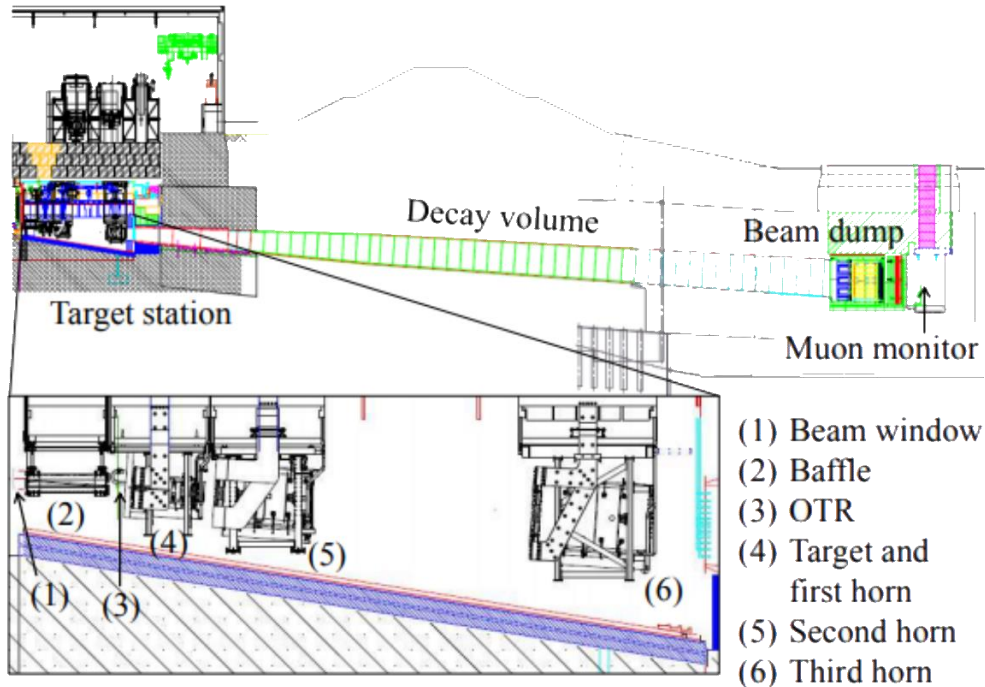 Decay volume
Beam dump
Target station
Muon monitor
(1)
(2)
(3)
(4)
(5)
(6)
(1) Beam window
(2) Baffle
(3) OTR
(4) Target and
first horn
(5) Second horn
(6) Third horn